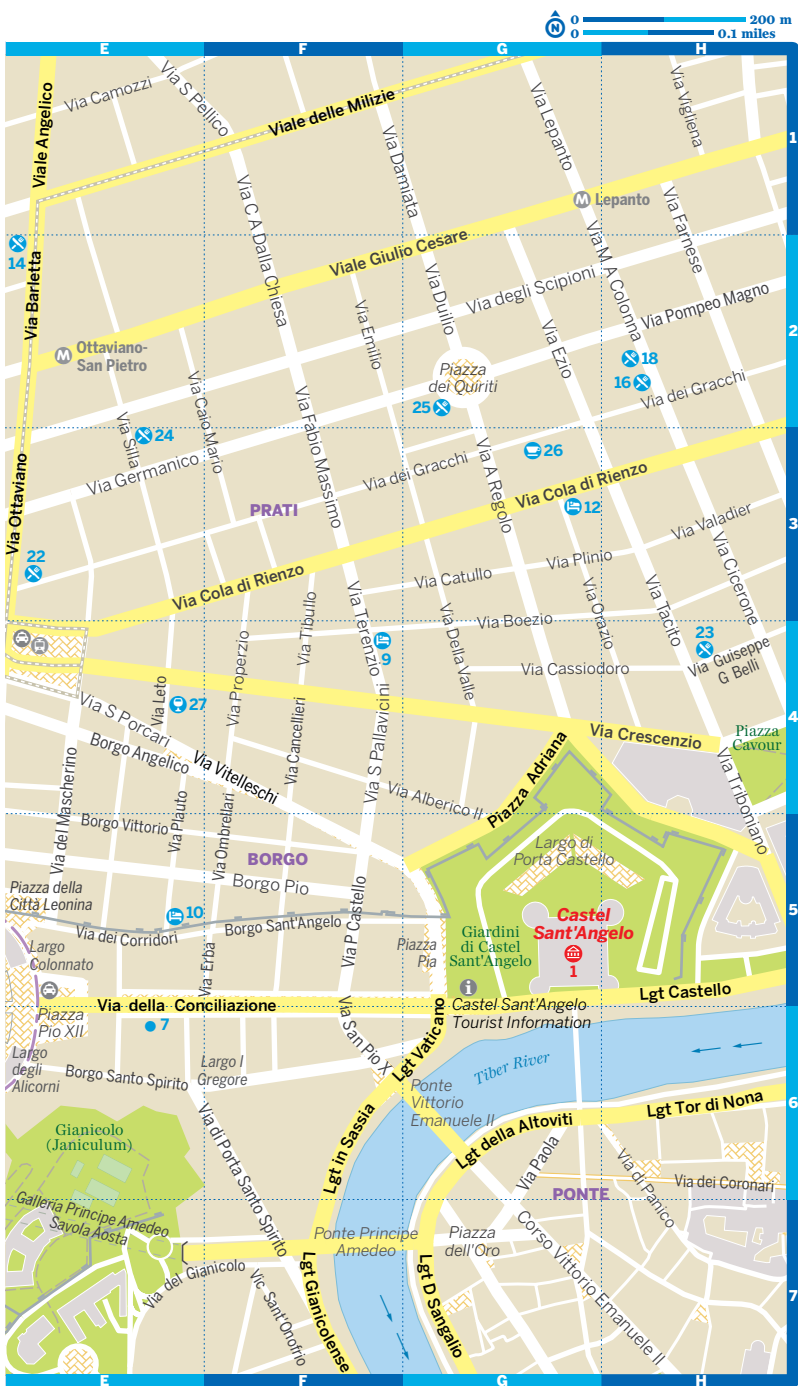 0 200 m
N
0 0.1 miles
E F G H
Via Camozzi
Via S Pellico
Viale delle Milizie
Viale Angelico
Via Damiata
Via Lepanto
Via Vigliena
1
M Lepanto
Via C A Dalla Chiesa
Via Farnese
14
Via Barletta
Viale Giulio Cesare
Via Duilio
Via M A Colonna
Via degli Scipioni
Via Pompeo Magno
Via Emilio
Via Ezio
2
M Ottaviano-
San Pietro
18
16
Piazza
dei Quiriti
Via dei Gracchi
25
Via Caio Mario
Via Silla
24
Via Fabio Massimo
Via Germanico
Via dei Gracchi
Via A Regolo
26
Via Cola di Rienzo
Via Ottaviano
PRATI
12
3
Via Valadier
22
Via Plinio
Via Cicerone
Via Cola di Rienzo
Via Catullo
Via Tibullo
Via Terenzio
Via Della Valle
Via Boezio
Via Orazio
Via Tacito
23
9
Via Properzio
Via Cassiodoro
Via Guiseppe
G Belli
Via Leto
27
Via S Porcari
Via S Pallavicini
4
Via Crescenzio
Piazza
Cavour
Borgo Angelico
Via Vitelleschi
Via Cancellieri
Piazza Adriana
Via Triboniano
Via del Mascherino
Via Alberico II
Borgo Vittorio
Via Plauto
Via Ombrellari
BORGO
Largo di
Porta Castello
Borgo Pio
Piazza della
Città Leonina
10
Via P Castello
Castel
Sant'Angelo
5
Via dei Corridori
Borgo Sant'Angelo
Giardini
di Castel
Sant'Angelo
Piazza
Pia
Largo
Colonnato
Via Erba
1
i
Lgt Castello
Via della Conciliazione
Castel Sant'Angelo
Tourist Information
Piazza
Pio XII
7
Via San Pio X
Lgt Vaticano
Largo
degli
Alicorni
Borgo Santo Spirito
Largo I
Gregore
Tiber River
Ponte
Vittorio
Emanuele II
6
Lgt Tor di Nona
Gianicolo
(Janiculum)
Via di Porta Santo Spirito
Lgt in Sassia
Lgt della Altoviti
Via Paola
Via di Panico
Via dei Coronari
PONTE
Galleria Principe Amedeo
Savola Aosta
Ponte Principe
Amedeo
Piazza
dell'Oro
Corso Vittorio Emanuele II
Via del Gianicolo
Vic Sant'Onofrio
Lgt Gianicolense
Lgt D Sangallo
7
E F G H